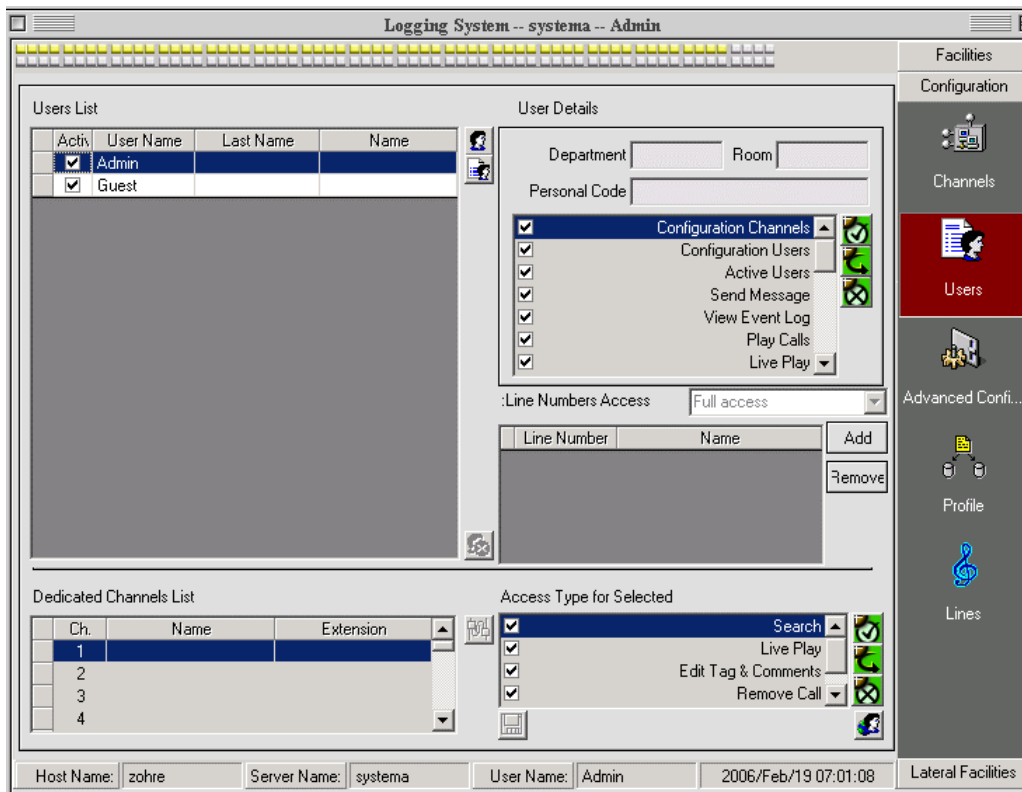 Logging System -- systema -- Admin
Facilities
Configuration
Channels
Users
Advanced Confi...
Profile
Lines
Lateral Facilities
Users List
Activ User Name Last Name Name
Admin
Guest
User Details
Department Room
Personal Code
Configuration Channels
Configuration Users
Active Users
Send Message
View Event Log
Play Calls
Live Play
:Line Numbers Access Full access
Line Number Name
Add
Remove
Dedicated Channels List
Ch. Name Extension
1
2
3
4
Access Type for Selected
Search
Live Play
Edit Tag & Comments
Remove Call
Host Name: zohre Server Name: systema User Name: Admin 2006/Feb/19 07:01:08